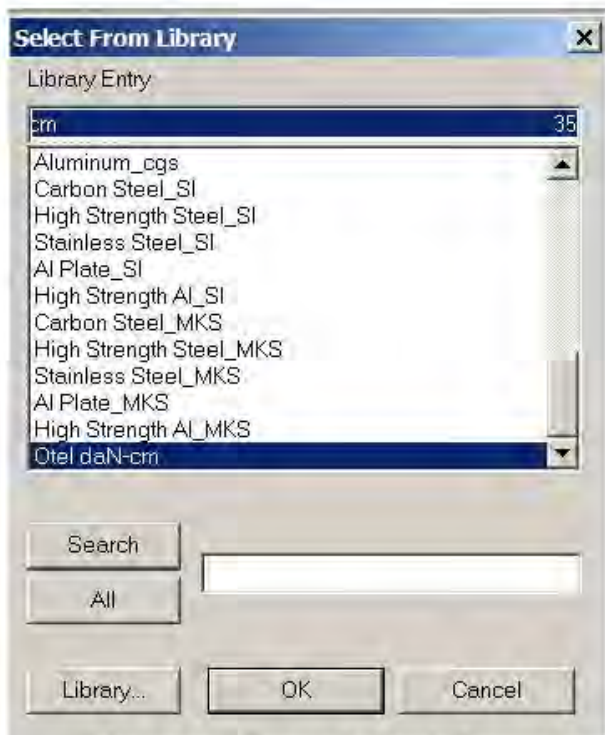 Select From Library
Library Entry
cm 35
Aluminum_cgs
Carbon Steel_SI
High Strength Steel_SI
Stainless Steel_SI
Al Plate_SI
High Strength Al_SI
Carbon Steel_MKS
High Strength Steel_MKS
Stainless Steel_MKS
Al Plate_MKS
High Strength Al_MKS
Otel daN-cm
Search
All
Library... OK Cancel